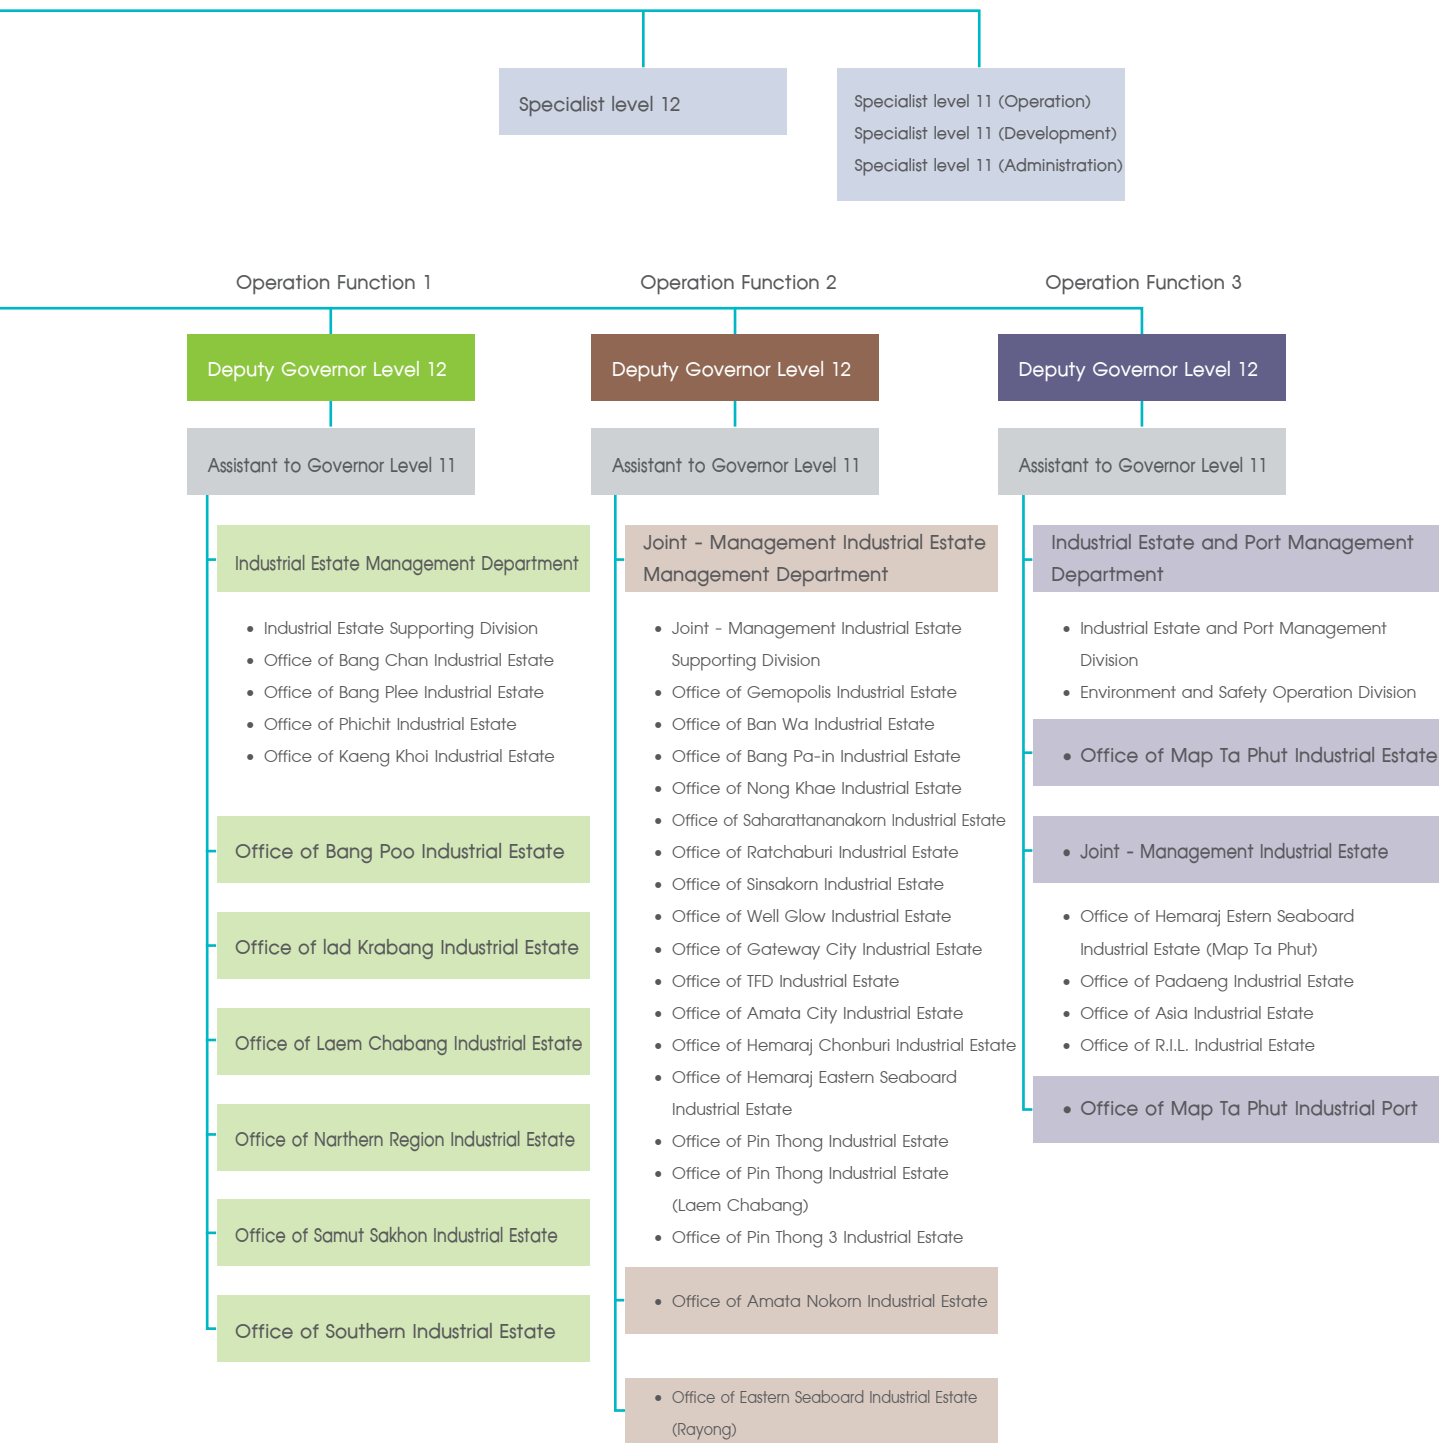 Specialist level 12
Specialist level 11 (Operation)
Specialist level 11 (Development)
Specialist level 11 (Administration)
Operation Function 1
Deputy Governor Level 12
Assistant to Governor Level 11
Industrial Estate Management Department
• Industrial Estate Supporting Division
• Office of Bang Chan Industrial Estate
• Office of Bang Plee Industrial Estate
• Office of Phichit Industrial Estate
• Office of Kaeng Khoi Industrial Estate
Office of Bang Poo Industrial Estate
Office of lad Krabang Industrial Estate
Office of Laem Chabang Industrial Estate
Office of Narthern Region Industrial Estate
Office of Samut Sakhon Industrial Estate
Office of Southern Industrial Estate
Operation Function 2
Deputy Governor Level 12
Assistant to Governor Level 11
Joint - Management Industrial Estate
Management Department
• Joint - Management Industrial Estate
Supporting Division
• Office of Gemopolis Industrial Estate
• Office of Ban Wa Industrial Estate
• Office of Bang Pa-in Industrial Estate
• Office of Nong Khae Industrial Estate
• Office of Saharattananakorn Industrial Estate
• Office of Ratchaburi Industrial Estate
• Office of Sinsakorn Industrial Estate
• Office of Well Glow Industrial Estate
• Office of Gateway City Industrial Estate
• Office of TFD Industrial Estate
• Office of Amata City Industrial Estate
• Office of Hemaraj Chonburi Industrial Estate
• Office of Hemaraj Eastern Seaboard
Industrial Estate
• Office of Pin Thong Industrial Estate
• Office of Pin Thong Industrial Estate
(Laem Chabang)
• Office of Pin Thong 3 Industrial Estate
• Office of Amata Nokorn Industrial Estate
• Office of Eastern Seaboard Industrial Estate
(Rayong)
Operation Function 3
Deputy Governor Level 12
Assistant to Governor Level 11
Industrial Estate and Port Management
Department
• Industrial Estate and Port Management
Division
• Environment and Safety Operation Division
• Office of Map Ta Phut Industrial Estate
• Joint - Management Industrial Estate
• Office of Hemaraj Estern Seaboard
Industrial Estate (Map Ta Phut)
• Office of Padaeng Industrial Estate
• Office of Asia Industrial Estate
• Office of R.I.L. Industrial Estate
• Office of Map Ta Phut Industrial Port